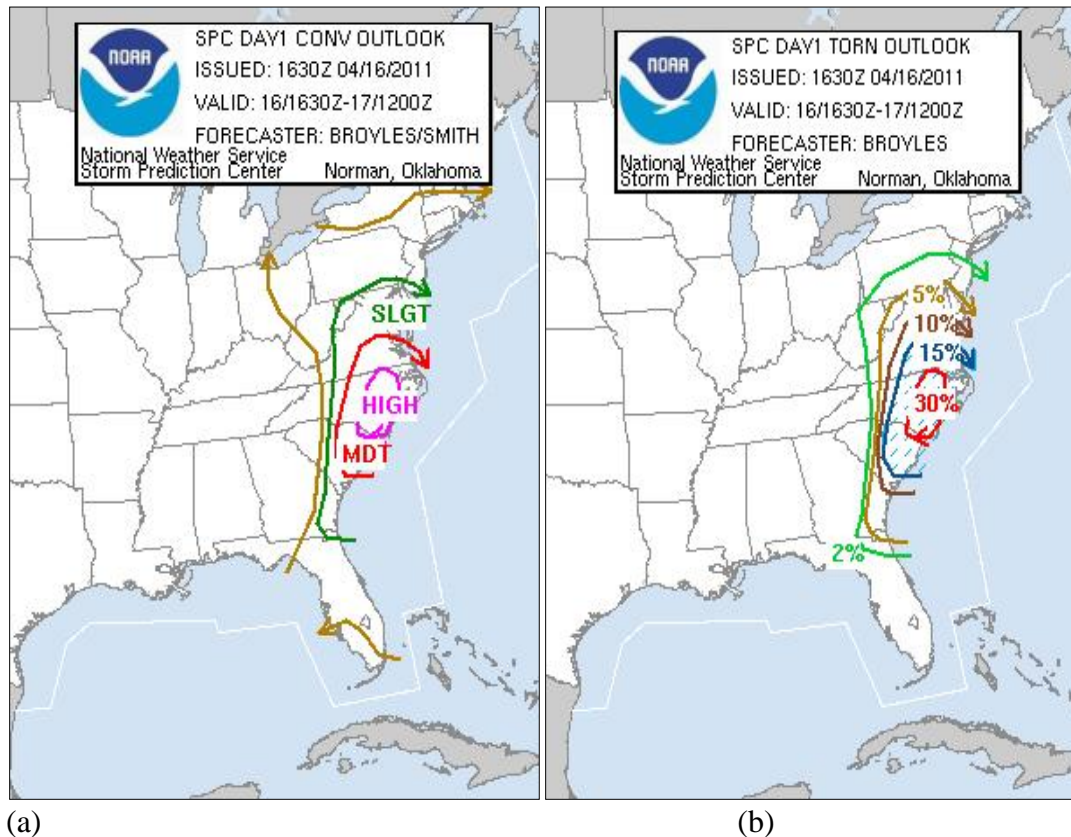 NOAA
SPC DAY1 CONV OUTLOOK
ISSUED: 1630Z 04/16/2011
VALID: 16/1630Z-17/1200Z
FORECASTER: BROYLES/SMITH
National Weather Service
Storm Prediction Center Norman, Oklahoma
SLGT
HIGH
MDT
(a)
NOAA
SPC DAY1 TORN OUTLOOK
ISSUED: 1630Z 04/16/2011
VALID: 16/1630Z-17/1200Z
FORECASTER: BROYLES
National Weather Service
Storm Prediction Center Norman, Oklahoma
5%
10%
15%
30%
2%
(b)